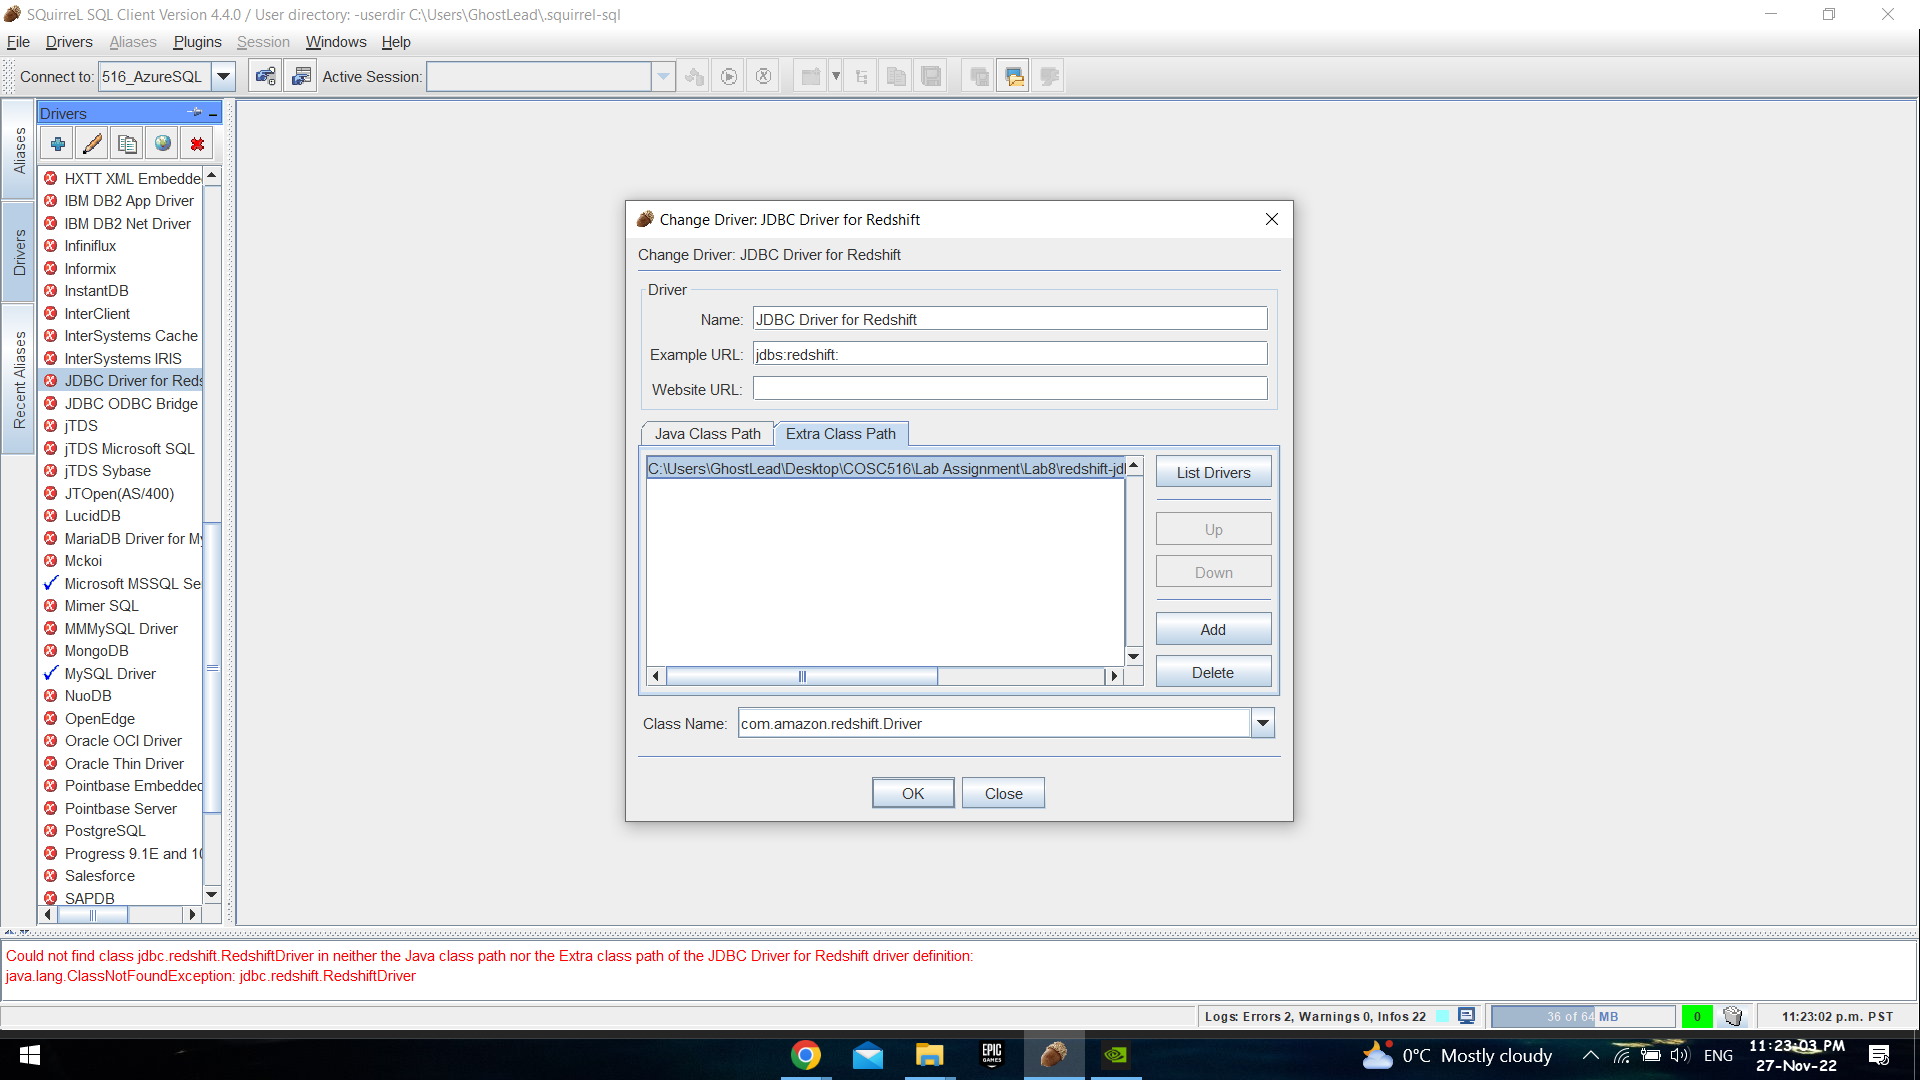 SQuirreL SQL Client Version 4.4.0 / User directory: -userdir C:\Users\GhostLead\.squirrel-sql
File Drivers Aliases Plugins Session Windows Help
Connect to: 516_AzureSQL Active Session:
Drivers
Aliases
Drivers
Recent Aliases
HXTT XML Embedde
IBM DB2 App Driver
IBM DB2 Net Driver
Infiniflux
Informix
InstantDB
InterClient
InterSystems Cache
InterSystems IRIS
JDBC Driver for Reds
JDBC ODBC Bridge
jTDS
jTDS Microsoft SQL
jTDS Sybase
JTOpen(AS/400)
LucidDB
MariaDB Driver for My
Mckoi
Microsoft MSSQL Se
Mimer SQL
MMMySQL Driver
MongoDB
MySQL Driver
NuoDB
OpenEdge
Oracle OCI Driver
Oracle Thin Driver
Pointbase Embedded
Pointbase Server
PostgreSQL
Progress 9.1E and 10
Salesforce
SAPDB
Change Driver: JDBC Driver for Redshift
Change Driver: JDBC Driver for Redshift
Driver
Name: JDBC Driver for Redshift
Example URL: jdbs:redshift:
Website URL:
Java Class Path Extra Class Path
C:\Users\GhostLead\Desktop\COSC516\Lab Assignment\Lab8\redshift-jdl
List Drivers
Up
Down
Add
Delete
Class Name: com.amazon.redshift.Driver
OK Close
Could not find class jdbc.redshift.RedshiftDriver in neither the Java class path nor the Extra class path of the JDBC Driver for Redshift driver definition:
java.lang.ClassNotFoundException: jdbc.redshift.RedshiftDriver
Logs: Errors 2, Warnings 0, Infos 22 36 of 64 MB 0 11:23:02 p.m. PST
EPIC GAMES
0°C Mostly cloudy ENG
11:23:03 PM
27-Nov-22